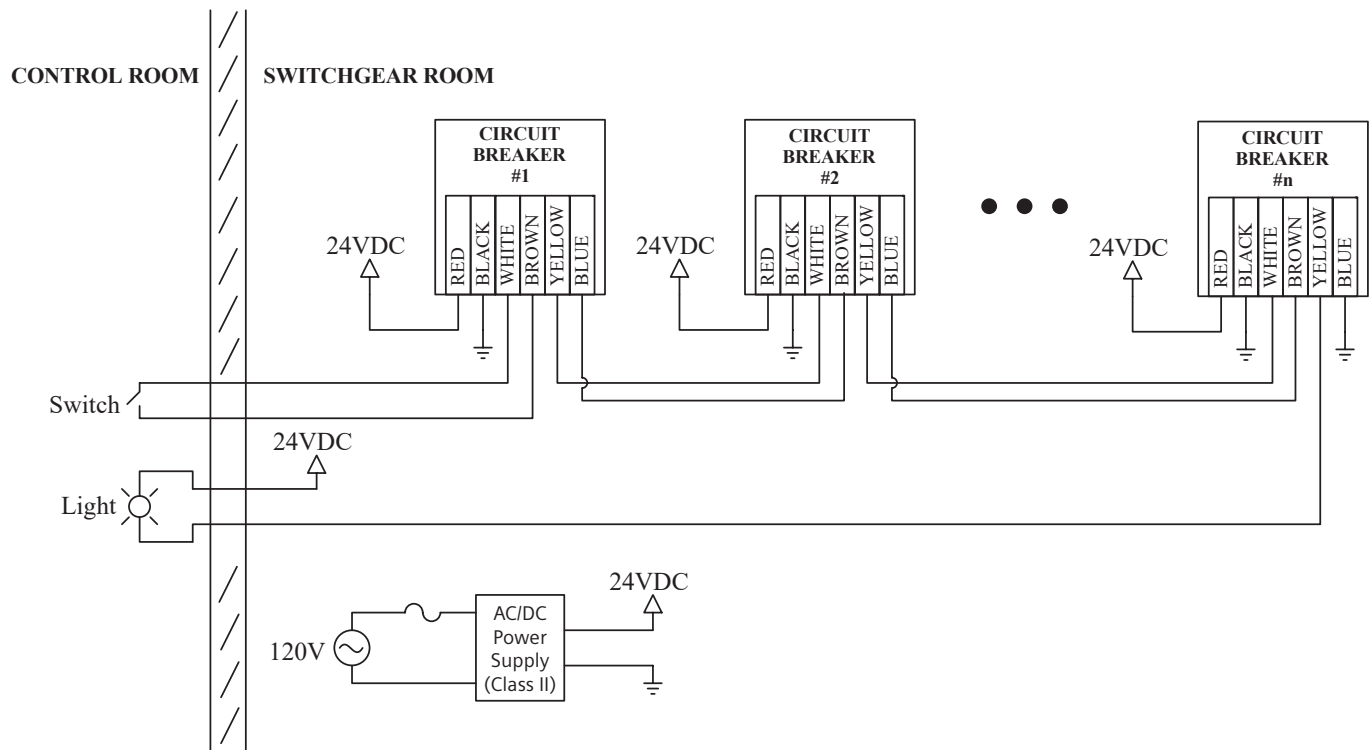 CONTROL ROOM
SWITCHGEAR ROOM
CIRCUIT
BREAKER
#1
RED
BLACK
WHITE
BROWN
YELLOW
BLUE
24VDC
CIRCUIT
BREAKER
#2
RED
BLACK
WHITE
BROWN
YELLOW
BLUE
24VDC
CIRCUIT
BREAKER
#n
RED
BLACK
WHITE
BROWN
YELLOW
BLUE
24VDC
Switch
24VDC
Light
120V
AC/DC
Power
Supply
(Class II)
24VDC